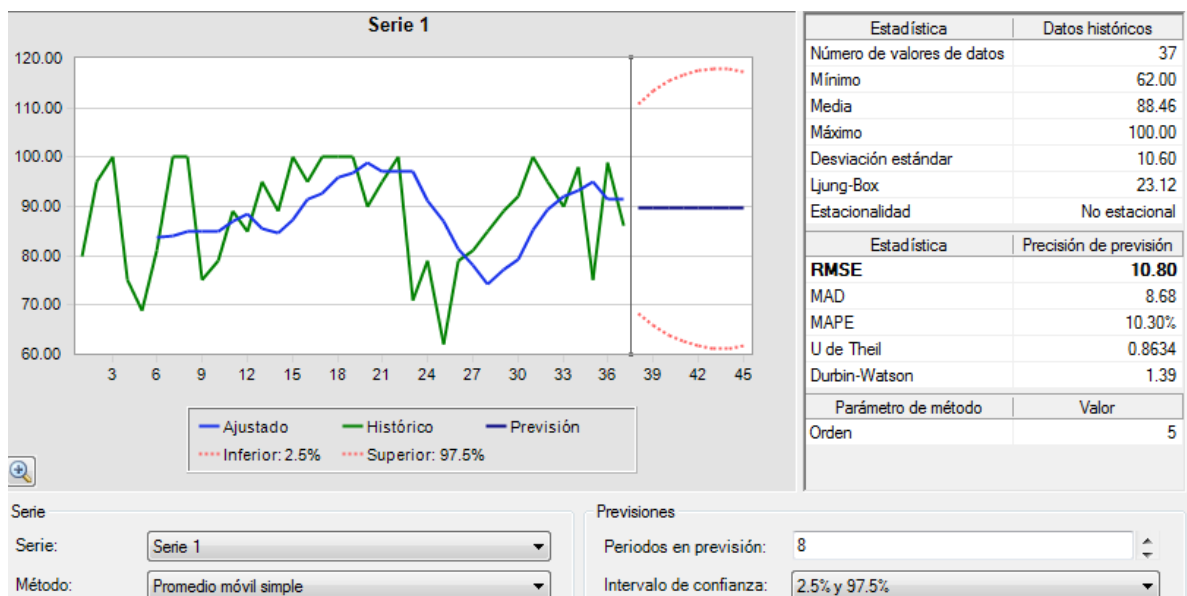 Serie 1
120.00
110.00
100.00
90.00
80.00
70.00
60.00
3 6 9 12 15 18 21 24 27 30 33 36 39 42 45
Ajustado Histórico Previsión
Inferior: 2.5% Superior: 97.5%
Estadística Datos históricos
Número de valores de datos 37
Mínimo 62.00
Media 88.46
Máximo 100.00
Desviación estándar 10.60
Ljung-Box 23.12
Estacionalidad No estacional
Estadística Precisión de previsión
RMSE 10.80
MAD 8.68
MAPE 10.30%
U de Theil 0.8634
Durbin-Watson 1.39
Parámetro de método Valor
Orden 5
Serie
Serie: Serie 1
Método: Promedio móvil simple
Previsiones
Periodos en previsión: 8
Intervalo de confianza: 2.5% y 97.5%